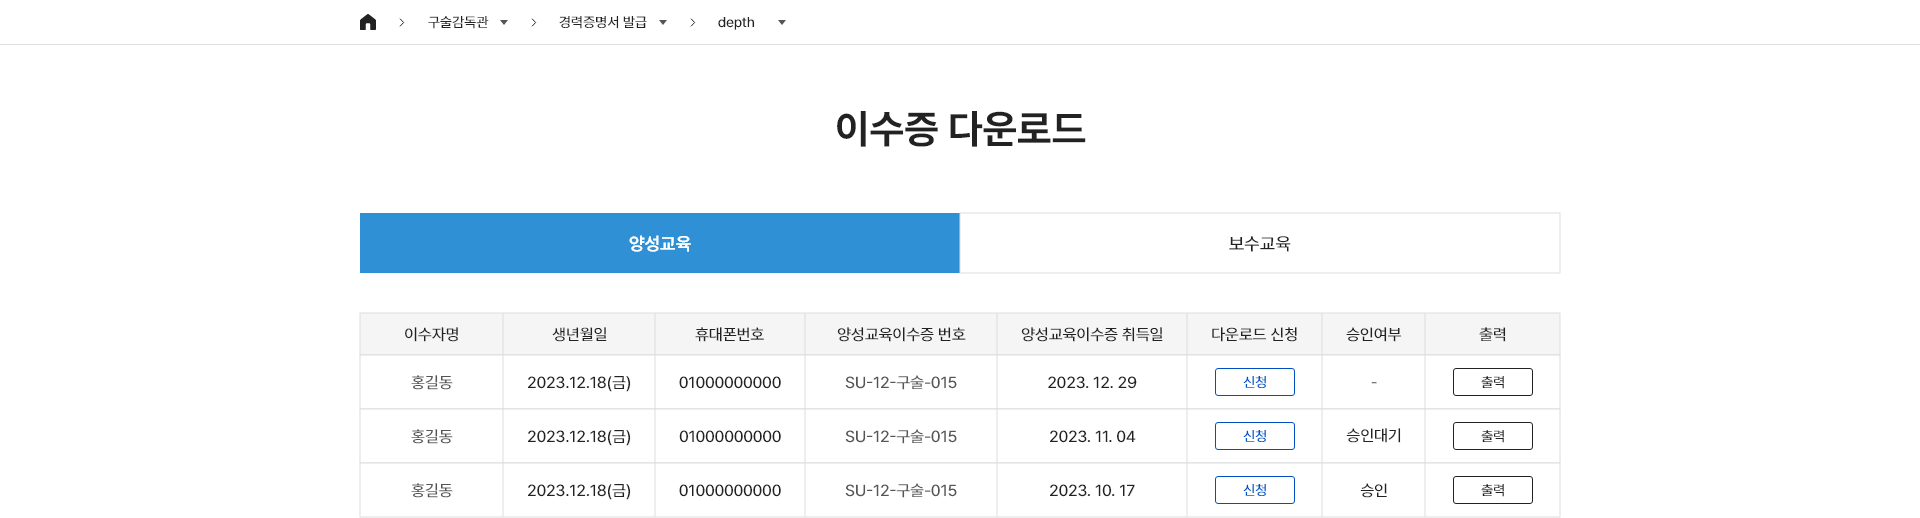 구술감독관 경력증명서 발급 depth
이수증 다운로드
양성교육 보수교육
이수자명 생년월일 휴대폰번호 양성교육이수증 번호 양성교육이수증 취득일 다운로드 신청 승인여부 출력
홍길동 2023.12.18(금) 01000000000 SU-12-구술-015 2023. 12. 29 신청 - 출력
홍길동 2023.12.18(금) 01000000000 SU-12-구술-015 2023. 11. 04 신청 승인대기 출력
홍길동 2023.12.18(금) 01000000000 SU-12-구술-015 2023. 10. 17 신청 승인 출력